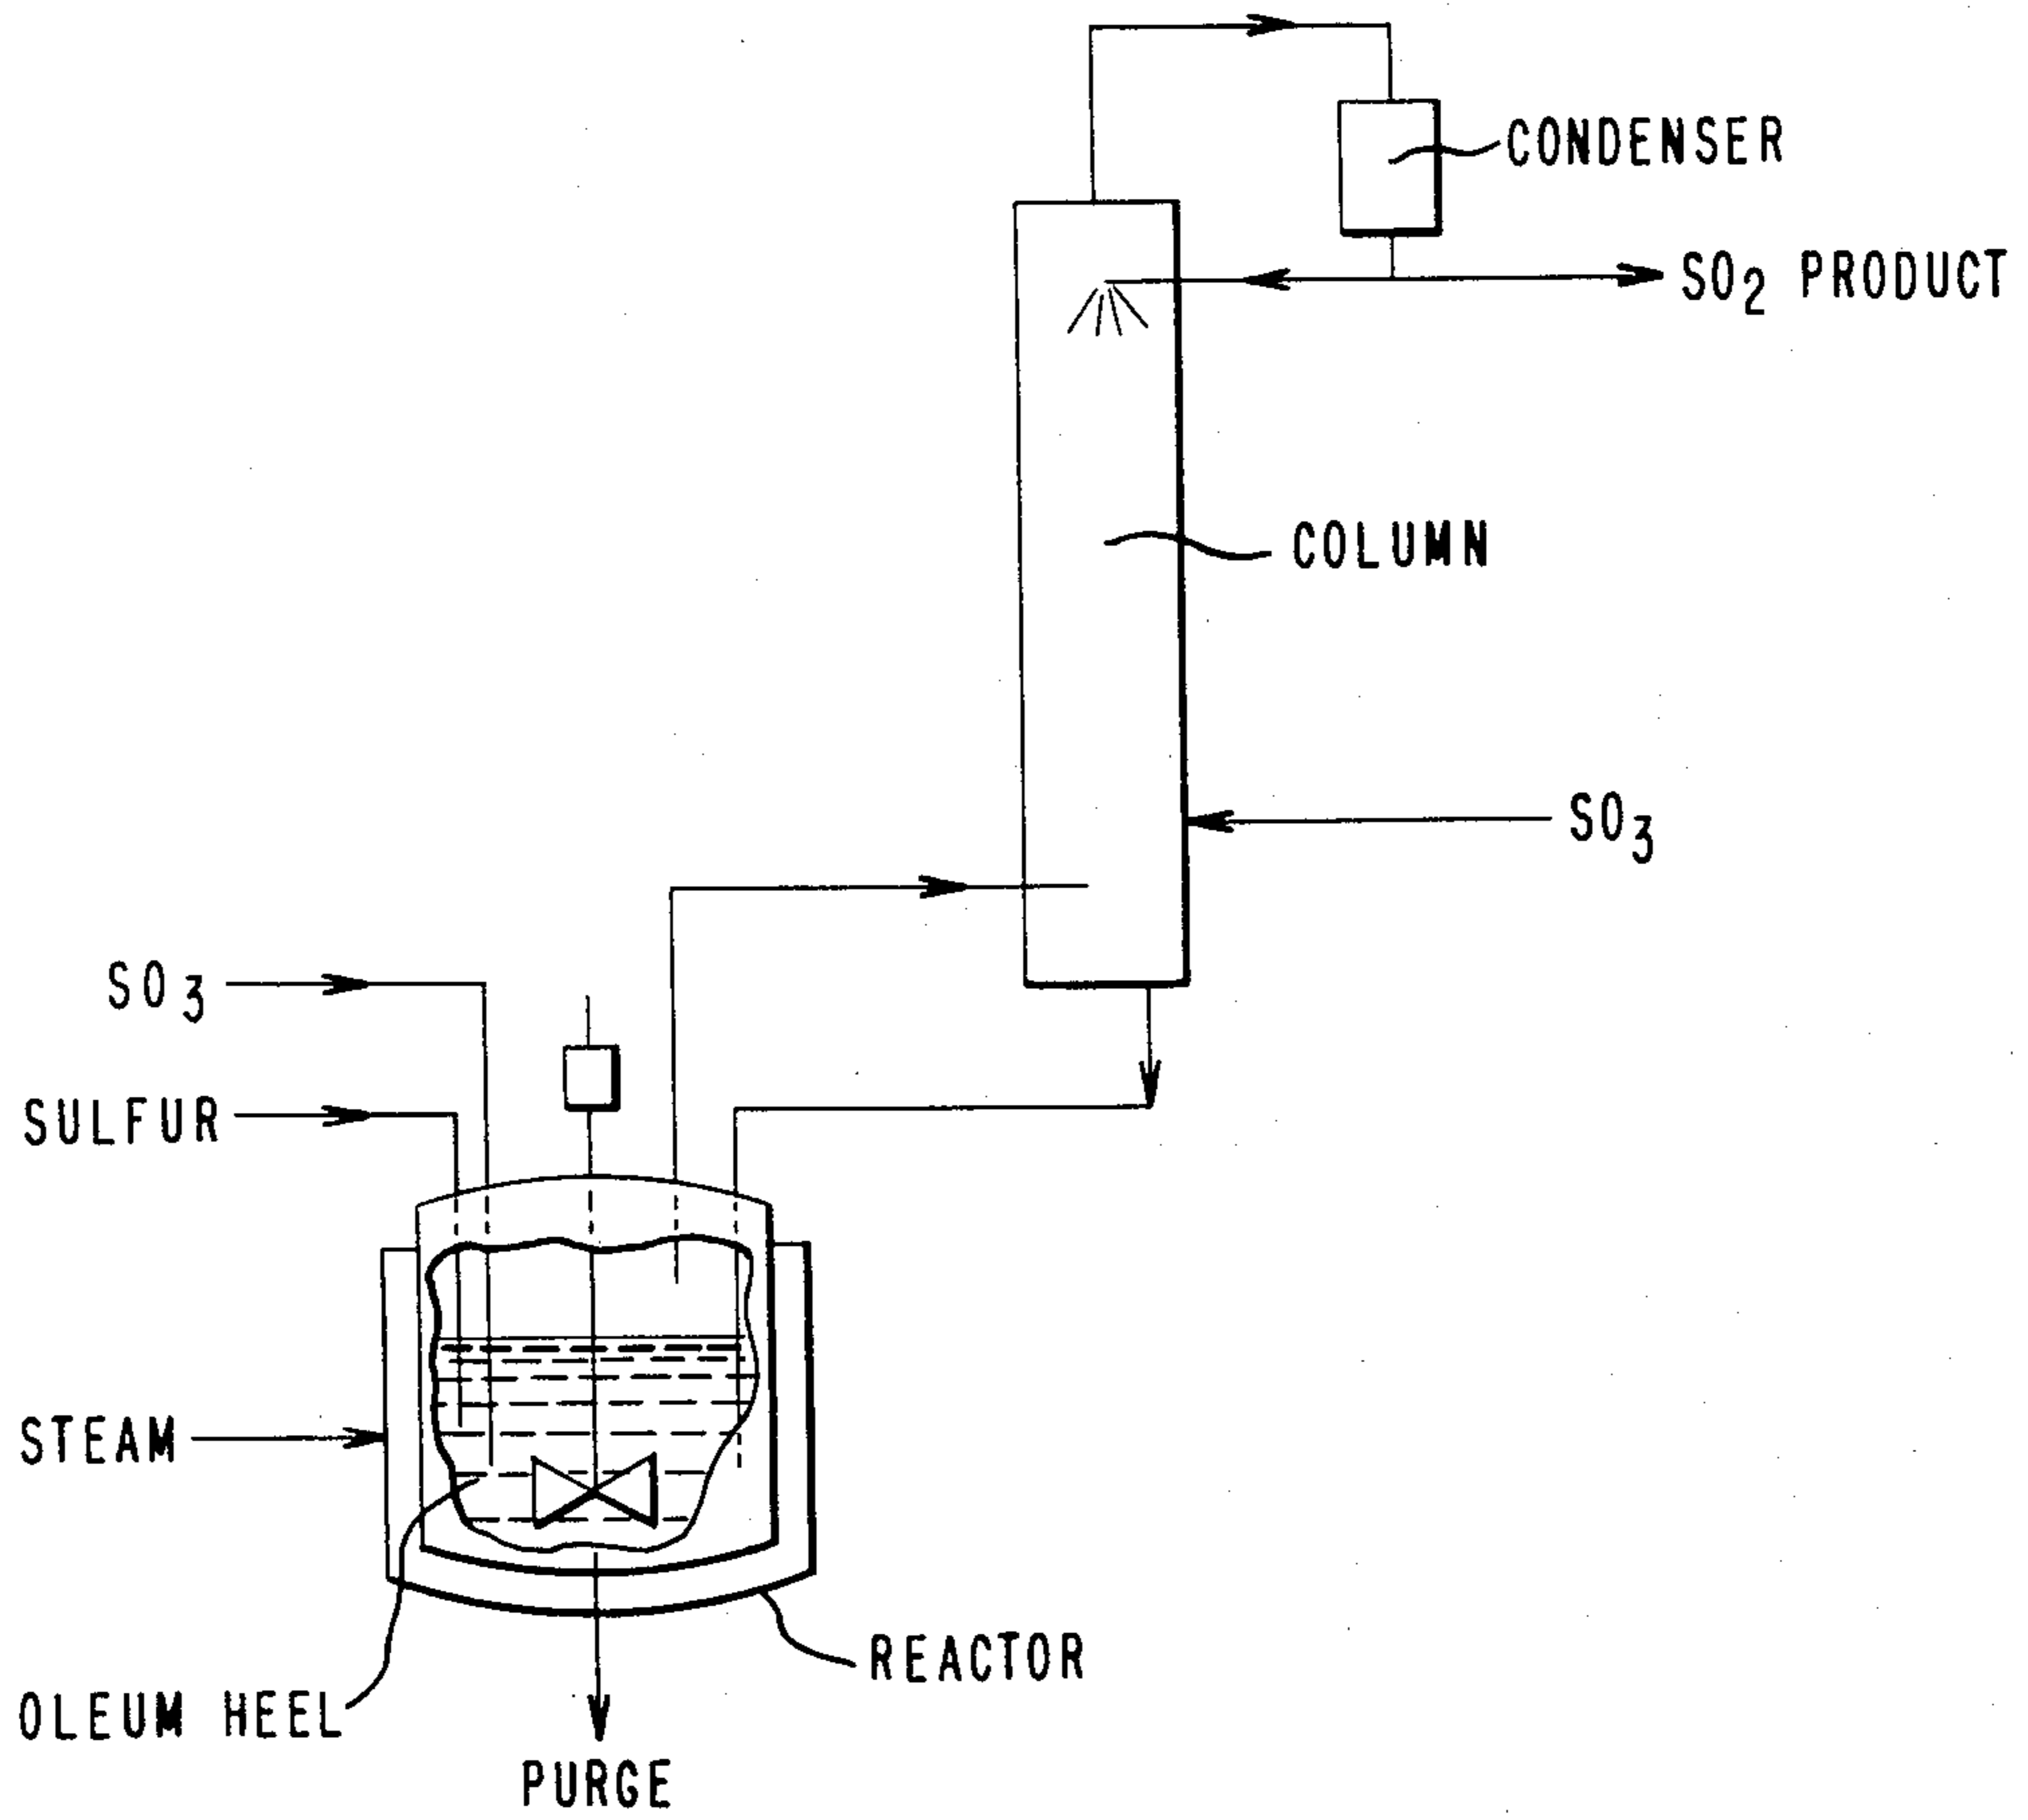 CONDENSER
SO2 PRODUCT
COLUMN
SO3
SO3
SULFUR
STEAM
REACTOR
OLEUM HEEL
PURGE